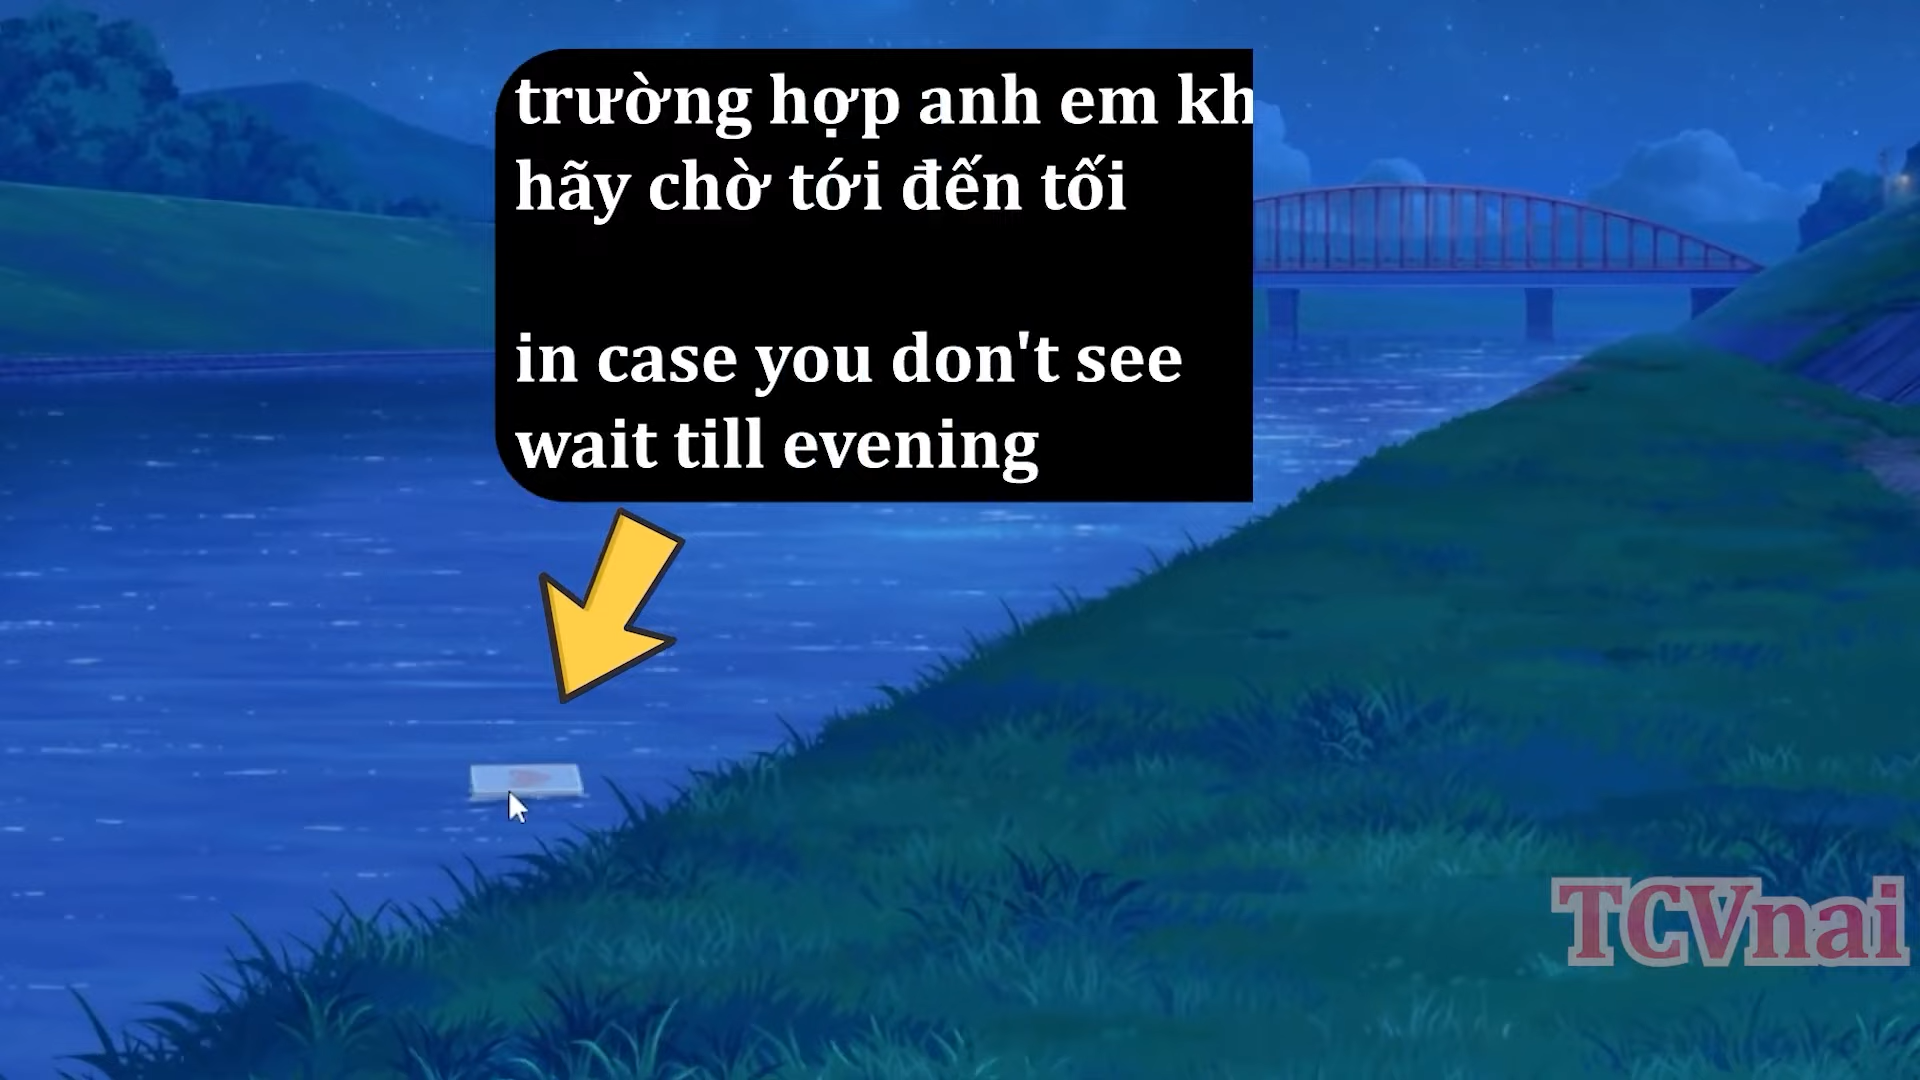 trường hợp anh em kh
hãy chờ tới đến tối
in case you don't see
wait till evening
TCVnai